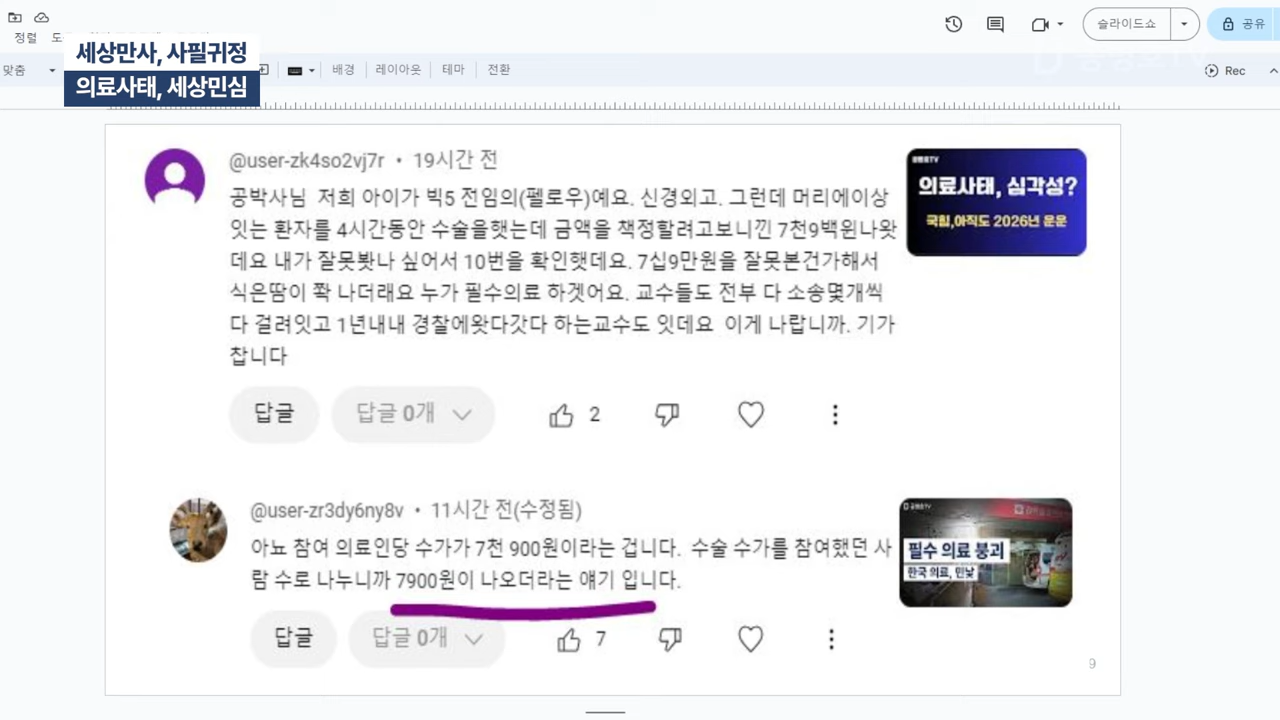 정렬
세상만사, 사필귀정
의료사태, 세상민심
슬라이드쇼
공유
맞춤
배경
레이아웃
테마
전환
Rec
@user-zk4so2vj7r • 19시간 전
공박사님 저희 아이가 빅5 전임의(펠로우)예요. 신경외고. 그런데 머리에이상
잇는 환자를 4시간동안 수술을햇는데 금액을 책정할려고보니낀 7천9백윈나왓
데요 내가 잘못봣나 싶어서 10번을 확인햇데요. 7십9만원을 잘못본건가해서
식은땀이 쫙 나더래요 누가 필수의료 하겟어요. 교수들도 전부 다 소송몇개씩
다 걸려잇고 1년내내 경찰에왓다갓다 하는교수도 잇데요 이게 나랍니까. 기가
찹니다
답글
답글 0개
2
공병호TV
의료사태, 심각성?
국힘,아직도 2026년 운운
@user-zr3dy6ny8v • 11시간 전(수정됨)
아뇨 참여 의료인당 수가가 7천 900원이라는 겁니다. 수술 수가를 참여했던 사
람 수로 나누니까 7900원이 나오더라는 얘기 입니다.
답글
답글 0개
7
공병호TV
필수 의료 붕괴
한국 의료, 민낯
9